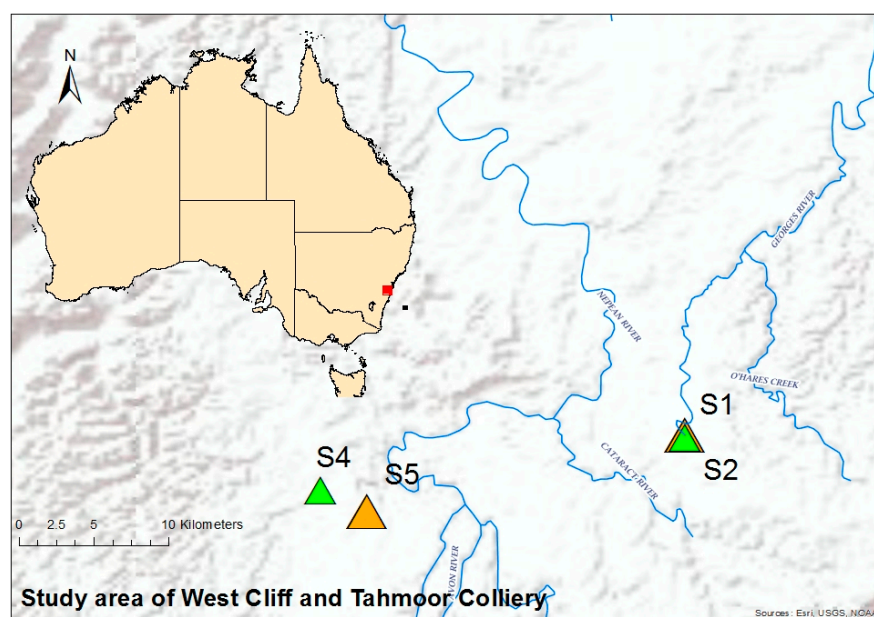 N
GEORGES RIVER
NEPEAN RIVER
O'HARES CREEK
S1
S2
CATARACT RIVER
S4
S5
0 2.5 5 10 Kilometers
AVON RIVER
Study area of West Cliff and Tahmoor Colliery
Sources: Esri, USGS, NOAA